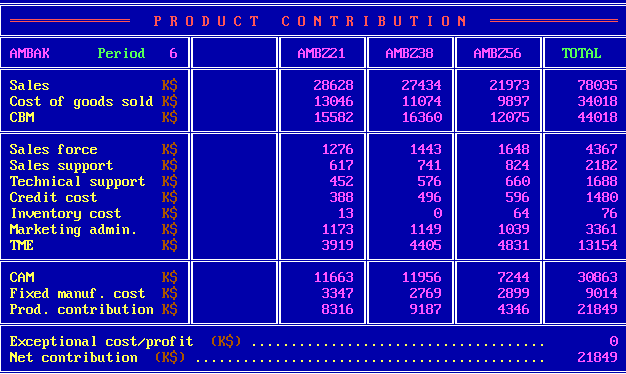 PRODUCT CONTRIBUTION
AMBAK Period 6 AMBZ21 AMBZ38 AMBZ56 TOTAL
Sales K$ 28628 27434 21973 78035
Cost of goods sold K$ 13046 11074 9897 34018
CBM K$ 15582 16360 12075 44018
Sales force K$ 1276 1443 1648 4367
Sales support K$ 617 741 824 2182
Technical support K$ 452 576 660 1688
Credit cost K$ 388 496 596 1480
Inventory cost K$ 13 0 64 76
Marketing admin. K$ 1173 1149 1039 3361
TME K$ 3919 4405 4831 13154
CAM K$ 11663 11956 7244 30863
Fixed manuf. cost K$ 3347 2769 2899 9014
Prod. contribution K$ 8316 9187 4346 21849
Exceptional cost/profit (K$) ..................................... 0
Net contribution (K$) ............................................ 21849